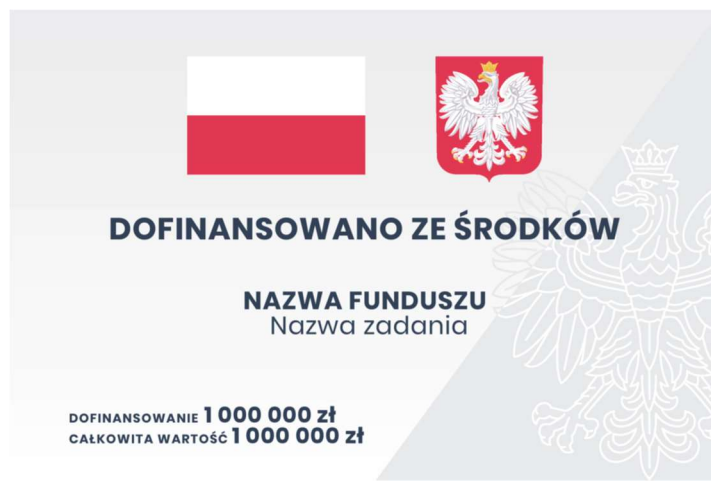 DOFINANSOWANO ZE ŚRODKÓW
NAZWA FUNDUSZU
Nazwa zadania
DOFINANSOWANIE 1 000 000 zł
CAŁKOWITA WARTOŚĆ 1 000 000 zł